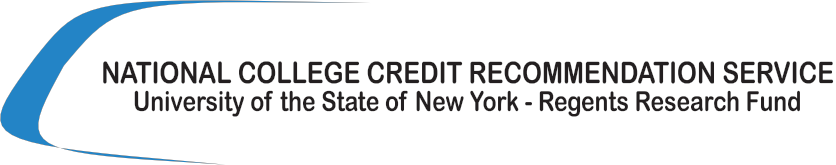 NATIONAL COLLEGE CREDIT RECOMMENDATION SERVICE
University of the State of New York - Regents Research Fund